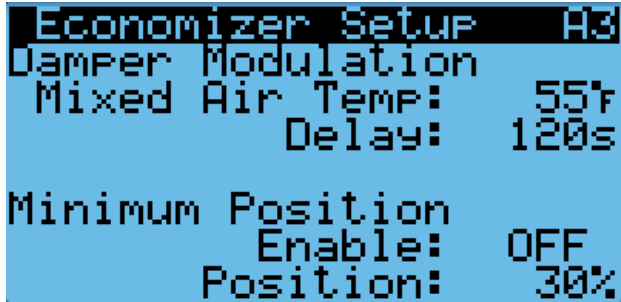 Economizer Setup A3
Damper Modulation
Mixed Air Temp: 55°F
Delay: 120s
Minimum Position
Enable: OFF
Position: 30%